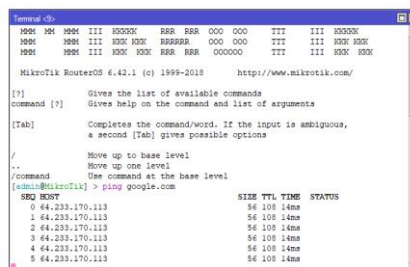 Terminal <9>
MMM MM MMM III KKKKK RRR RRR OOO OOO TTT III KKKKK
MMM MMM III KKK KKK RRRRRR OOO OOO TTT III KKK KKK
MMM MMM III KKK KKK RRR RRR OOOOOO TTT III KKK KKK
MikroTik RouterOS 6.42.1 (c) 1999-2018 http://www.mikrotik.com/
[?] Gives the list of available commands
command [?] Gives help on the command and list of arguments
[Tab] Completes the command/word. If the input is ambiguous,
a second [Tab] gives possible options
/ Move up to base level
.. Move up one level
/command Use command at the base level
[admin@MikroTik] > ping google.com
SEQ HOST SIZE TTL TIME STATUS
0 64.233.170.113 56 108 14ms
1 64.233.170.113 56 108 14ms
2 64.233.170.113 56 108 14ms
3 64.233.170.113 56 108 14ms
4 64.233.170.113 56 108 14ms
5 64.233.170.113 56 108 14ms